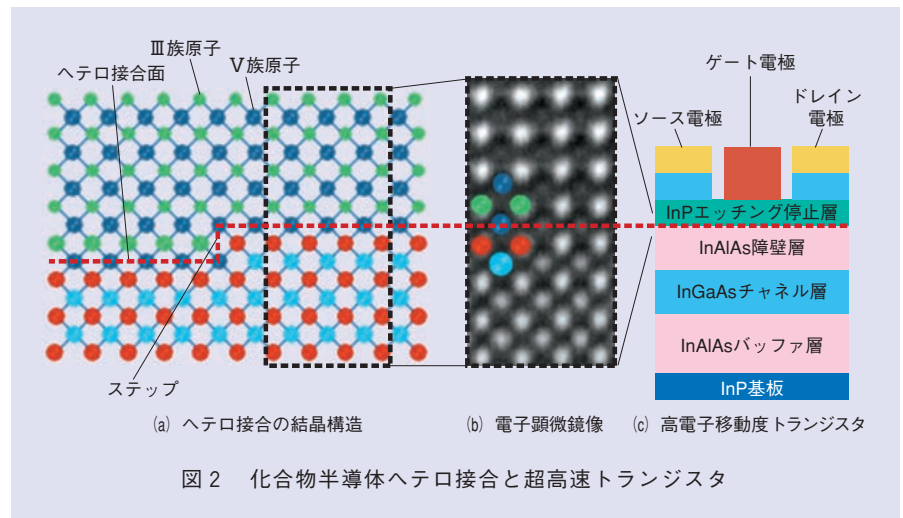 Ⅲ族原子
Ⅴ族原子
ヘテロ接合面
ステップ
ゲート電極
ソース電極
ドレイン
電極
InPエッチング停止層
InAlAs障壁層
InGaAsチャネル層
InAlAsバッファ層
InP基板
(a) ヘテロ接合の結晶構造
(b) 電子顕微鏡像
(c) 高電子移動度トランジスタ
図2 化合物半導体ヘテロ接合と超高速トランジスタ